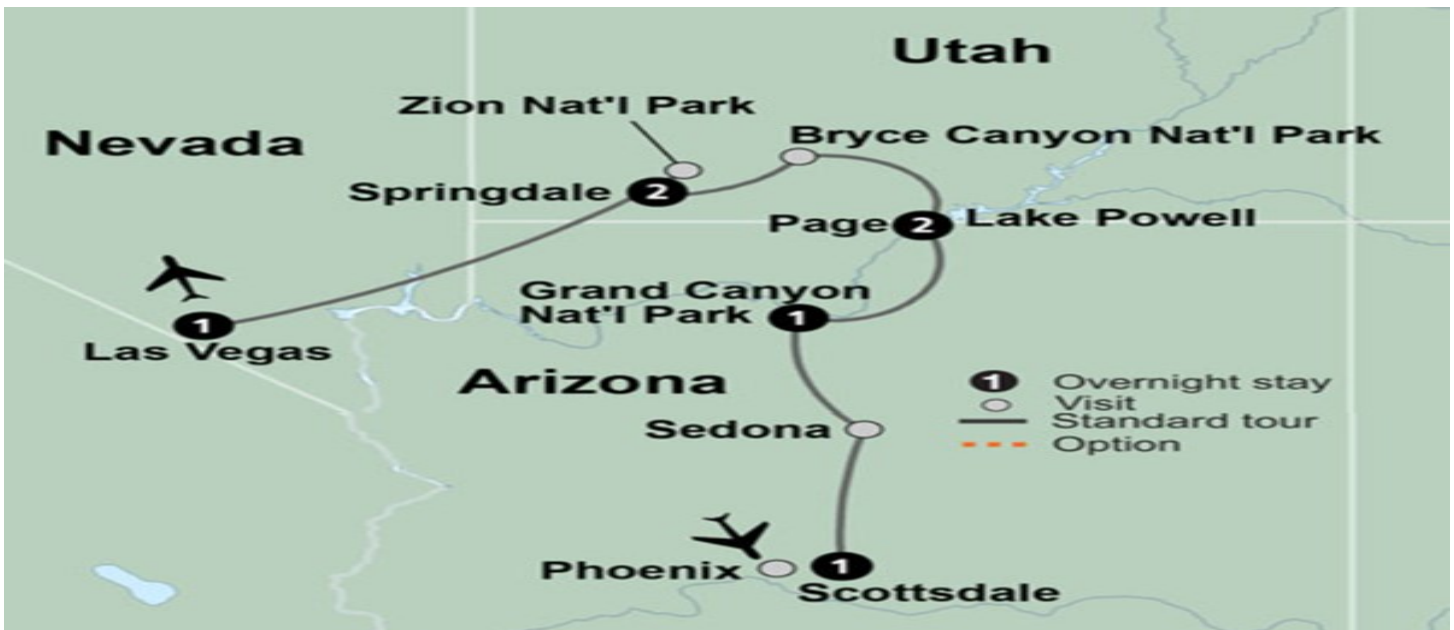 Utah
Zion Nat'l Park
Nevada
Bryce Canyon Nat'l Park
Springdale
2
Page
2
Lake Powell
Grand Canyon
Nat'l Park
1
1
Las Vegas
Arizona
1 Overnight stay
Visit
Standard tour
Option
Sedona
Phoenix
1
Scottsdale